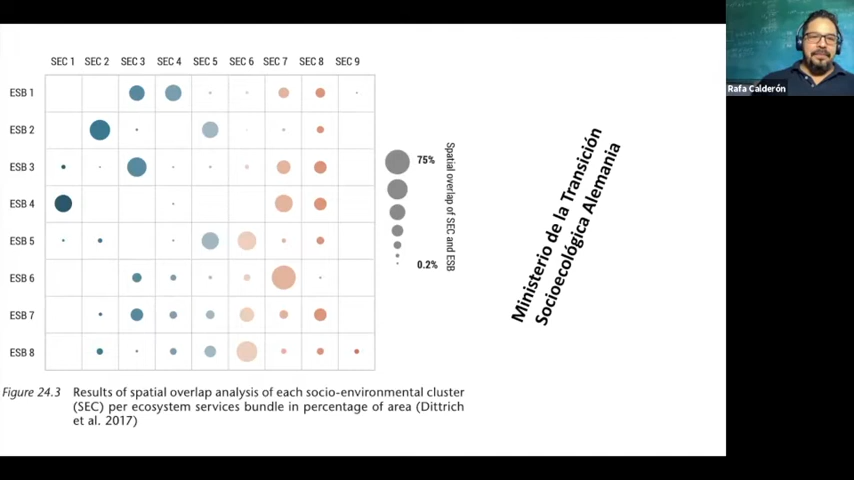 SEC 1 SEC 2 SEC 3 SEC 4 SEC 5 SEC 6 SEC 7 SEC 8 SEC 9
ESB 1
ESB 2
ESB 3
ESB 4
ESB 5
ESB 6
ESB 7
ESB 8
75%
0.2%
Spatial overlap of SEC and ESB
Figure 24.3 Results of spatial overlap analysis of each socio-environmental cluster
(SEC) per ecosystem services bundle in percentage of area (Dittrich
et al. 2017)
Ministerio de la Transición
Socioecológica Alemania
Rafa Calderón